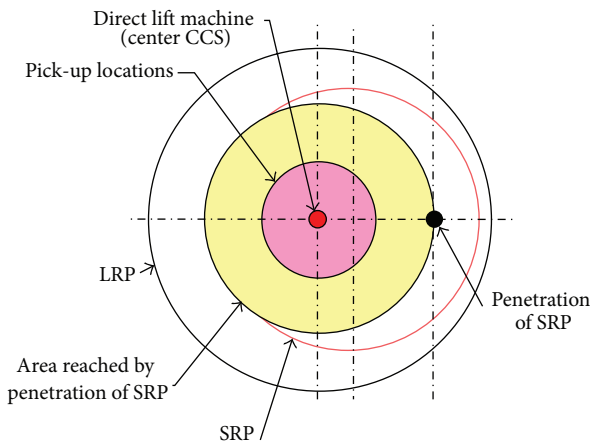 Direct lift machine
(center CCS)
Pick-up locations
LRP
Penetration
of SRP
Area reached by
penetration of SRP
SRP